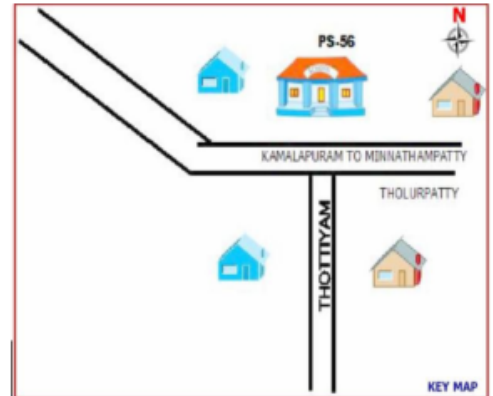 N
PS-56
KAMALAPURAM TO MINNATHAMPATTY
THOLURPATTY
THOTTIYAM
KEY MAP